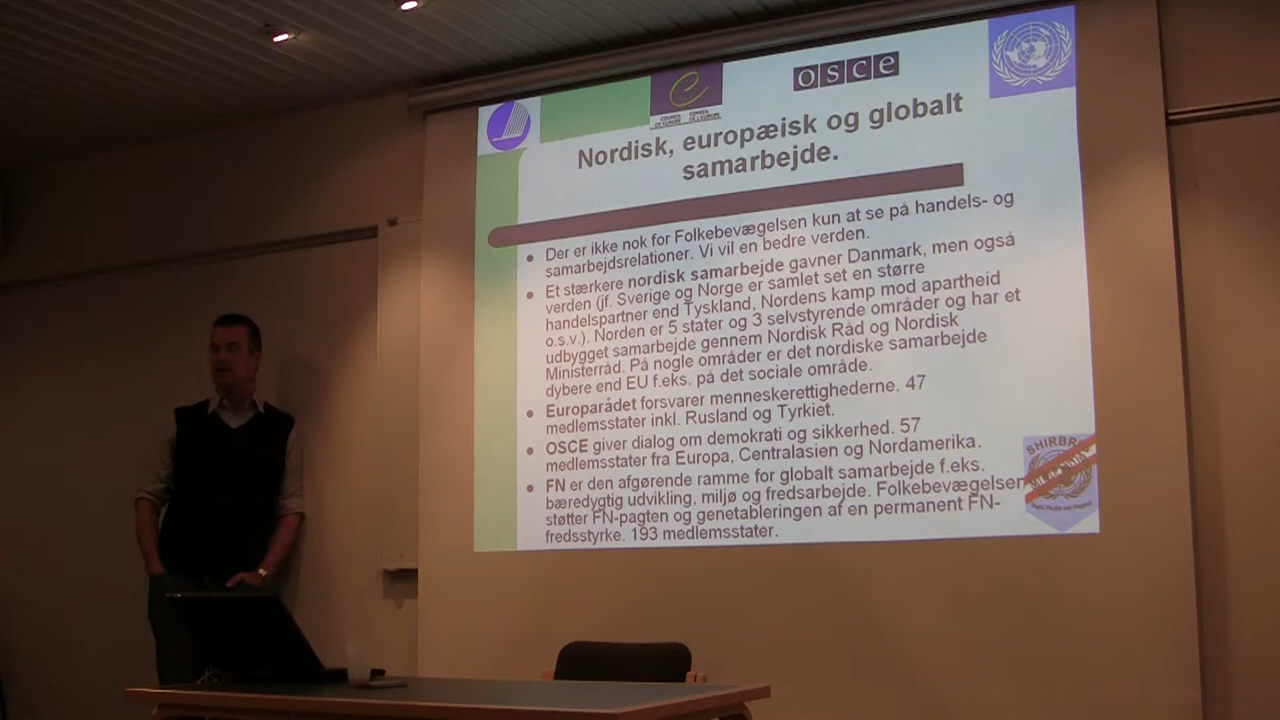 COUNCIL CONSEIL
OF EUROPE DE L'EUROPE
osce
Nordisk, europæisk og globalt
samarbejde.
• Der er ikke nok for Folkebevægelsen kun at se på handels- og
samarbejdsrelationer. Vi vil en bedre verden.
• Et stærkere nordisk samarbejde gavner Danmark, men også
verden (jf. Sverige og Norge er samlet set en større
handelspartner end Tyskland, Nordens kamp mod apartheid
o.s.v.). Norden er 5 stater og 3 selvstyrende områder og har et
udbygget samarbejde gennem Nordisk Råd og Nordisk
Ministerråd. På nogle områder er det nordiske samarbejde
dybere end EU f.eks. på det sociale område.
• Europarådet forsvarer menneskerettighederne. 47
medlemsstater inkl. Rusland og Tyrkiet.
• OSCE giver dialog om demokrati og sikkerhed. 57
medlemsstater fra Europa, Centralasien og Nordamerika.
• FN er den afgørende ramme for globalt samarbejde f.eks.
bæredygtig udvikling, miljø og fredsarbejde. Folkebevægelsen
støtter FN-pagten og genetableringen af en permanent FN-
fredsstyrke. 193 medlemsstater.
SHIRBRIG